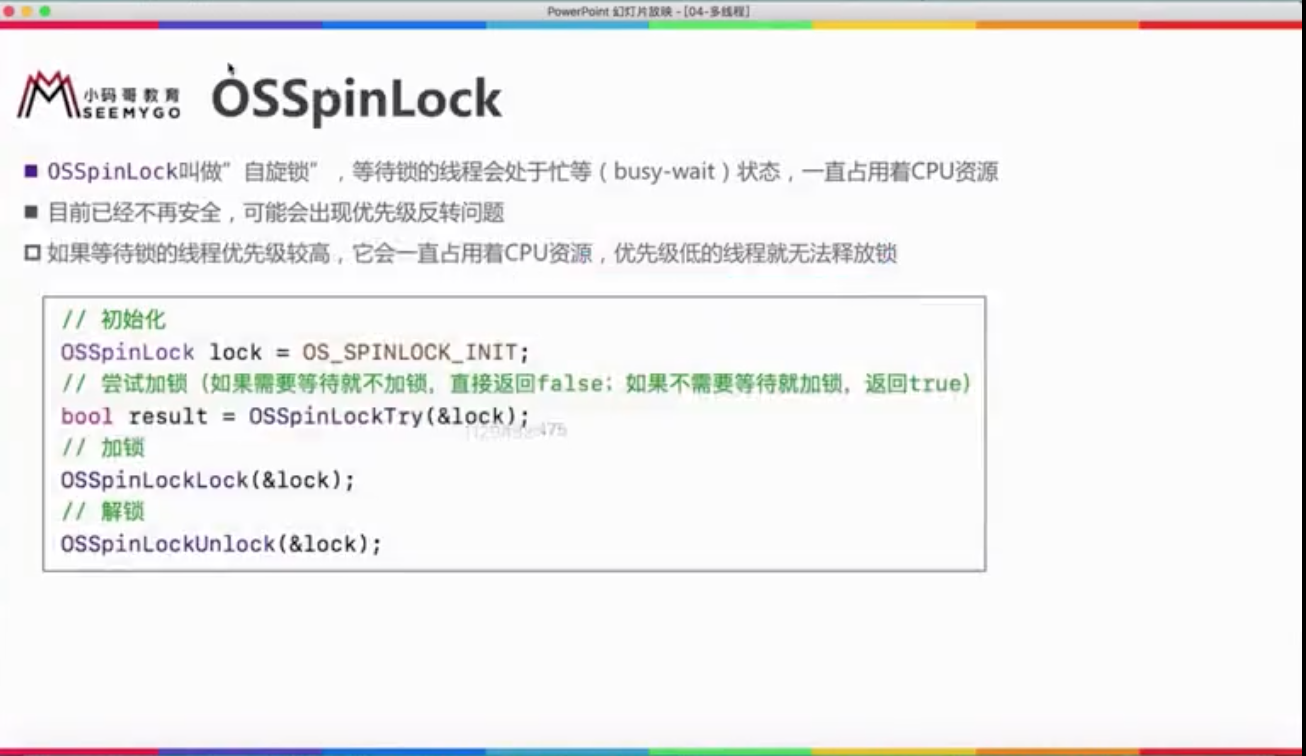 PowerPoint 幻灯片放映 - [04-多线程]
小码哥教育
SEEMYGO
OSSpinLock
OSSpinLock叫做”自旋锁”，等待锁的线程会处于忙等（busy-wait）状态，一直占用着CPU资源
目前已经不再安全，可能会出现优先级反转问题
如果等待锁的线程优先级较高，它会一直占用着CPU资源，优先级低的线程就无法释放锁
// 初始化
OSSpinLock lock = OS_SPINLOCK_INIT;
// 尝试加锁（如果需要等待就不加锁，直接返回false；如果不需要等待就加锁，返回true）
bool result = OSSpinLockTry(&lock);
// 加锁
OSSpinLockLock(&lock);
// 解锁
OSSpinLockUnlock(&lock);